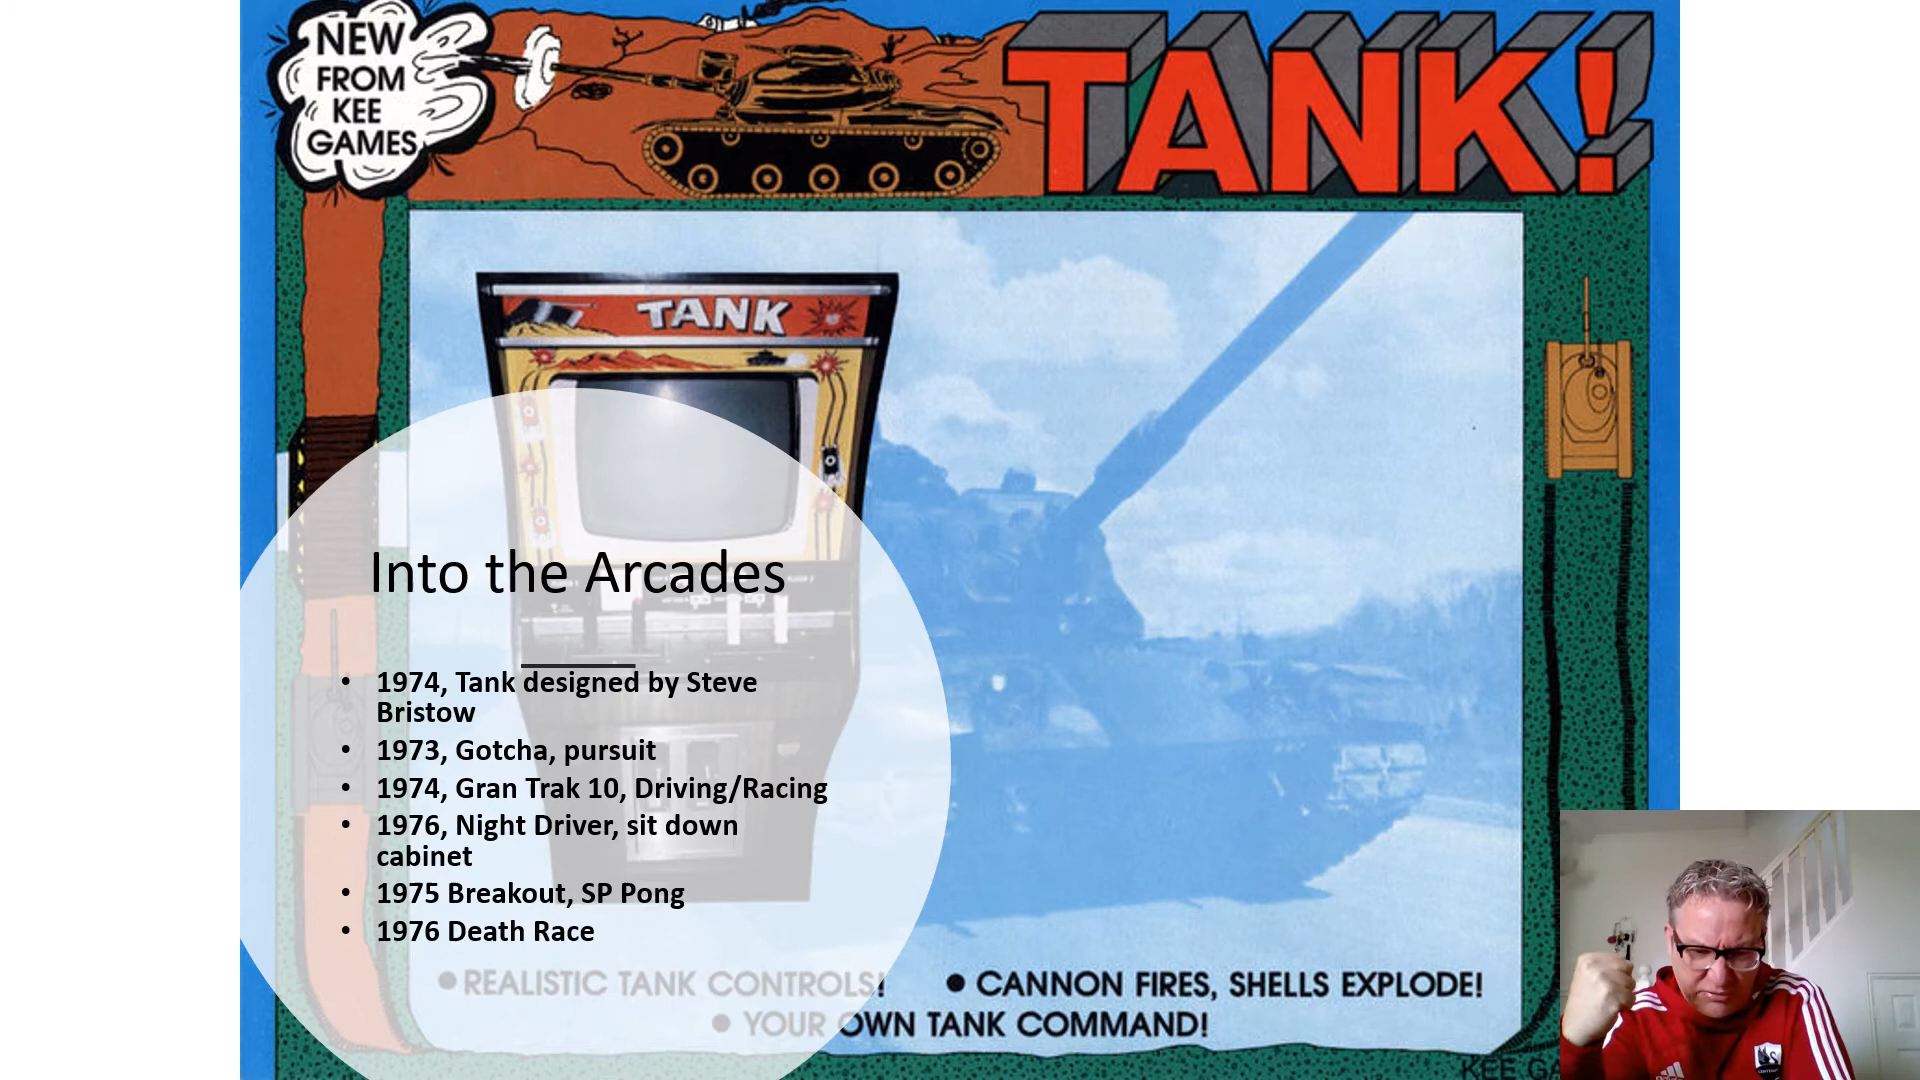 NEW
FROM
KEE
GAMES
TANK!
TANK
Into the Arcades
• 1974, Tank designed by Steve
Bristow
• 1973, Gotcha, pursuit
• 1974, Gran Trak 10, Driving/Racing
• 1976, Night Driver, sit down
cabinet
• 1975 Breakout, SP Pong
• 1976 Death Race
● REALISTIC TANK CONTROLS! ● CANNON FIRES, SHELLS EXPLODE!
● YOUR OWN TANK COMMAND!
KEE GA